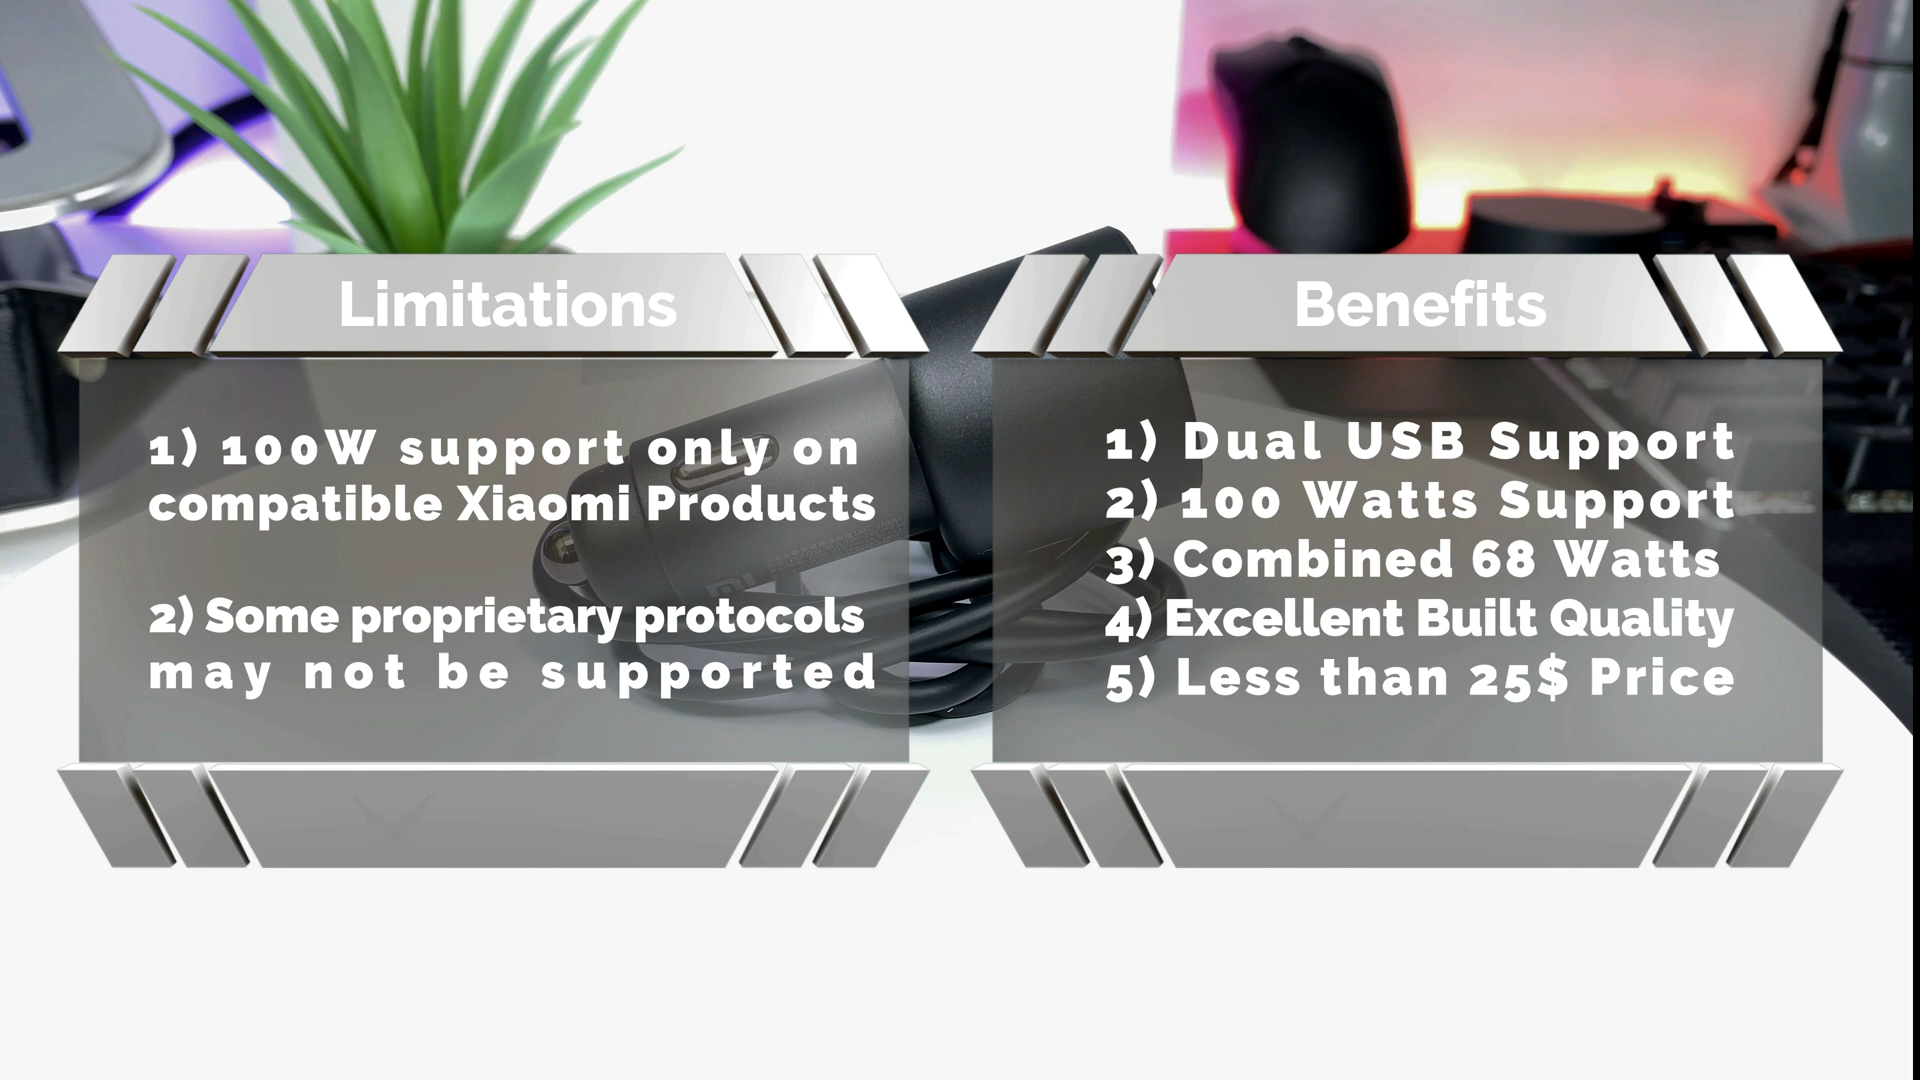 Limitations
1) 100W support only on
compatible Xiaomi Products
2) Some proprietary protocols
may not be supported
Benefits
1) Dual USB Support
2) 100 Watts Support
3) Combined 68 Watts
4) Excellent Built Quality
5) Less than 25$ Price